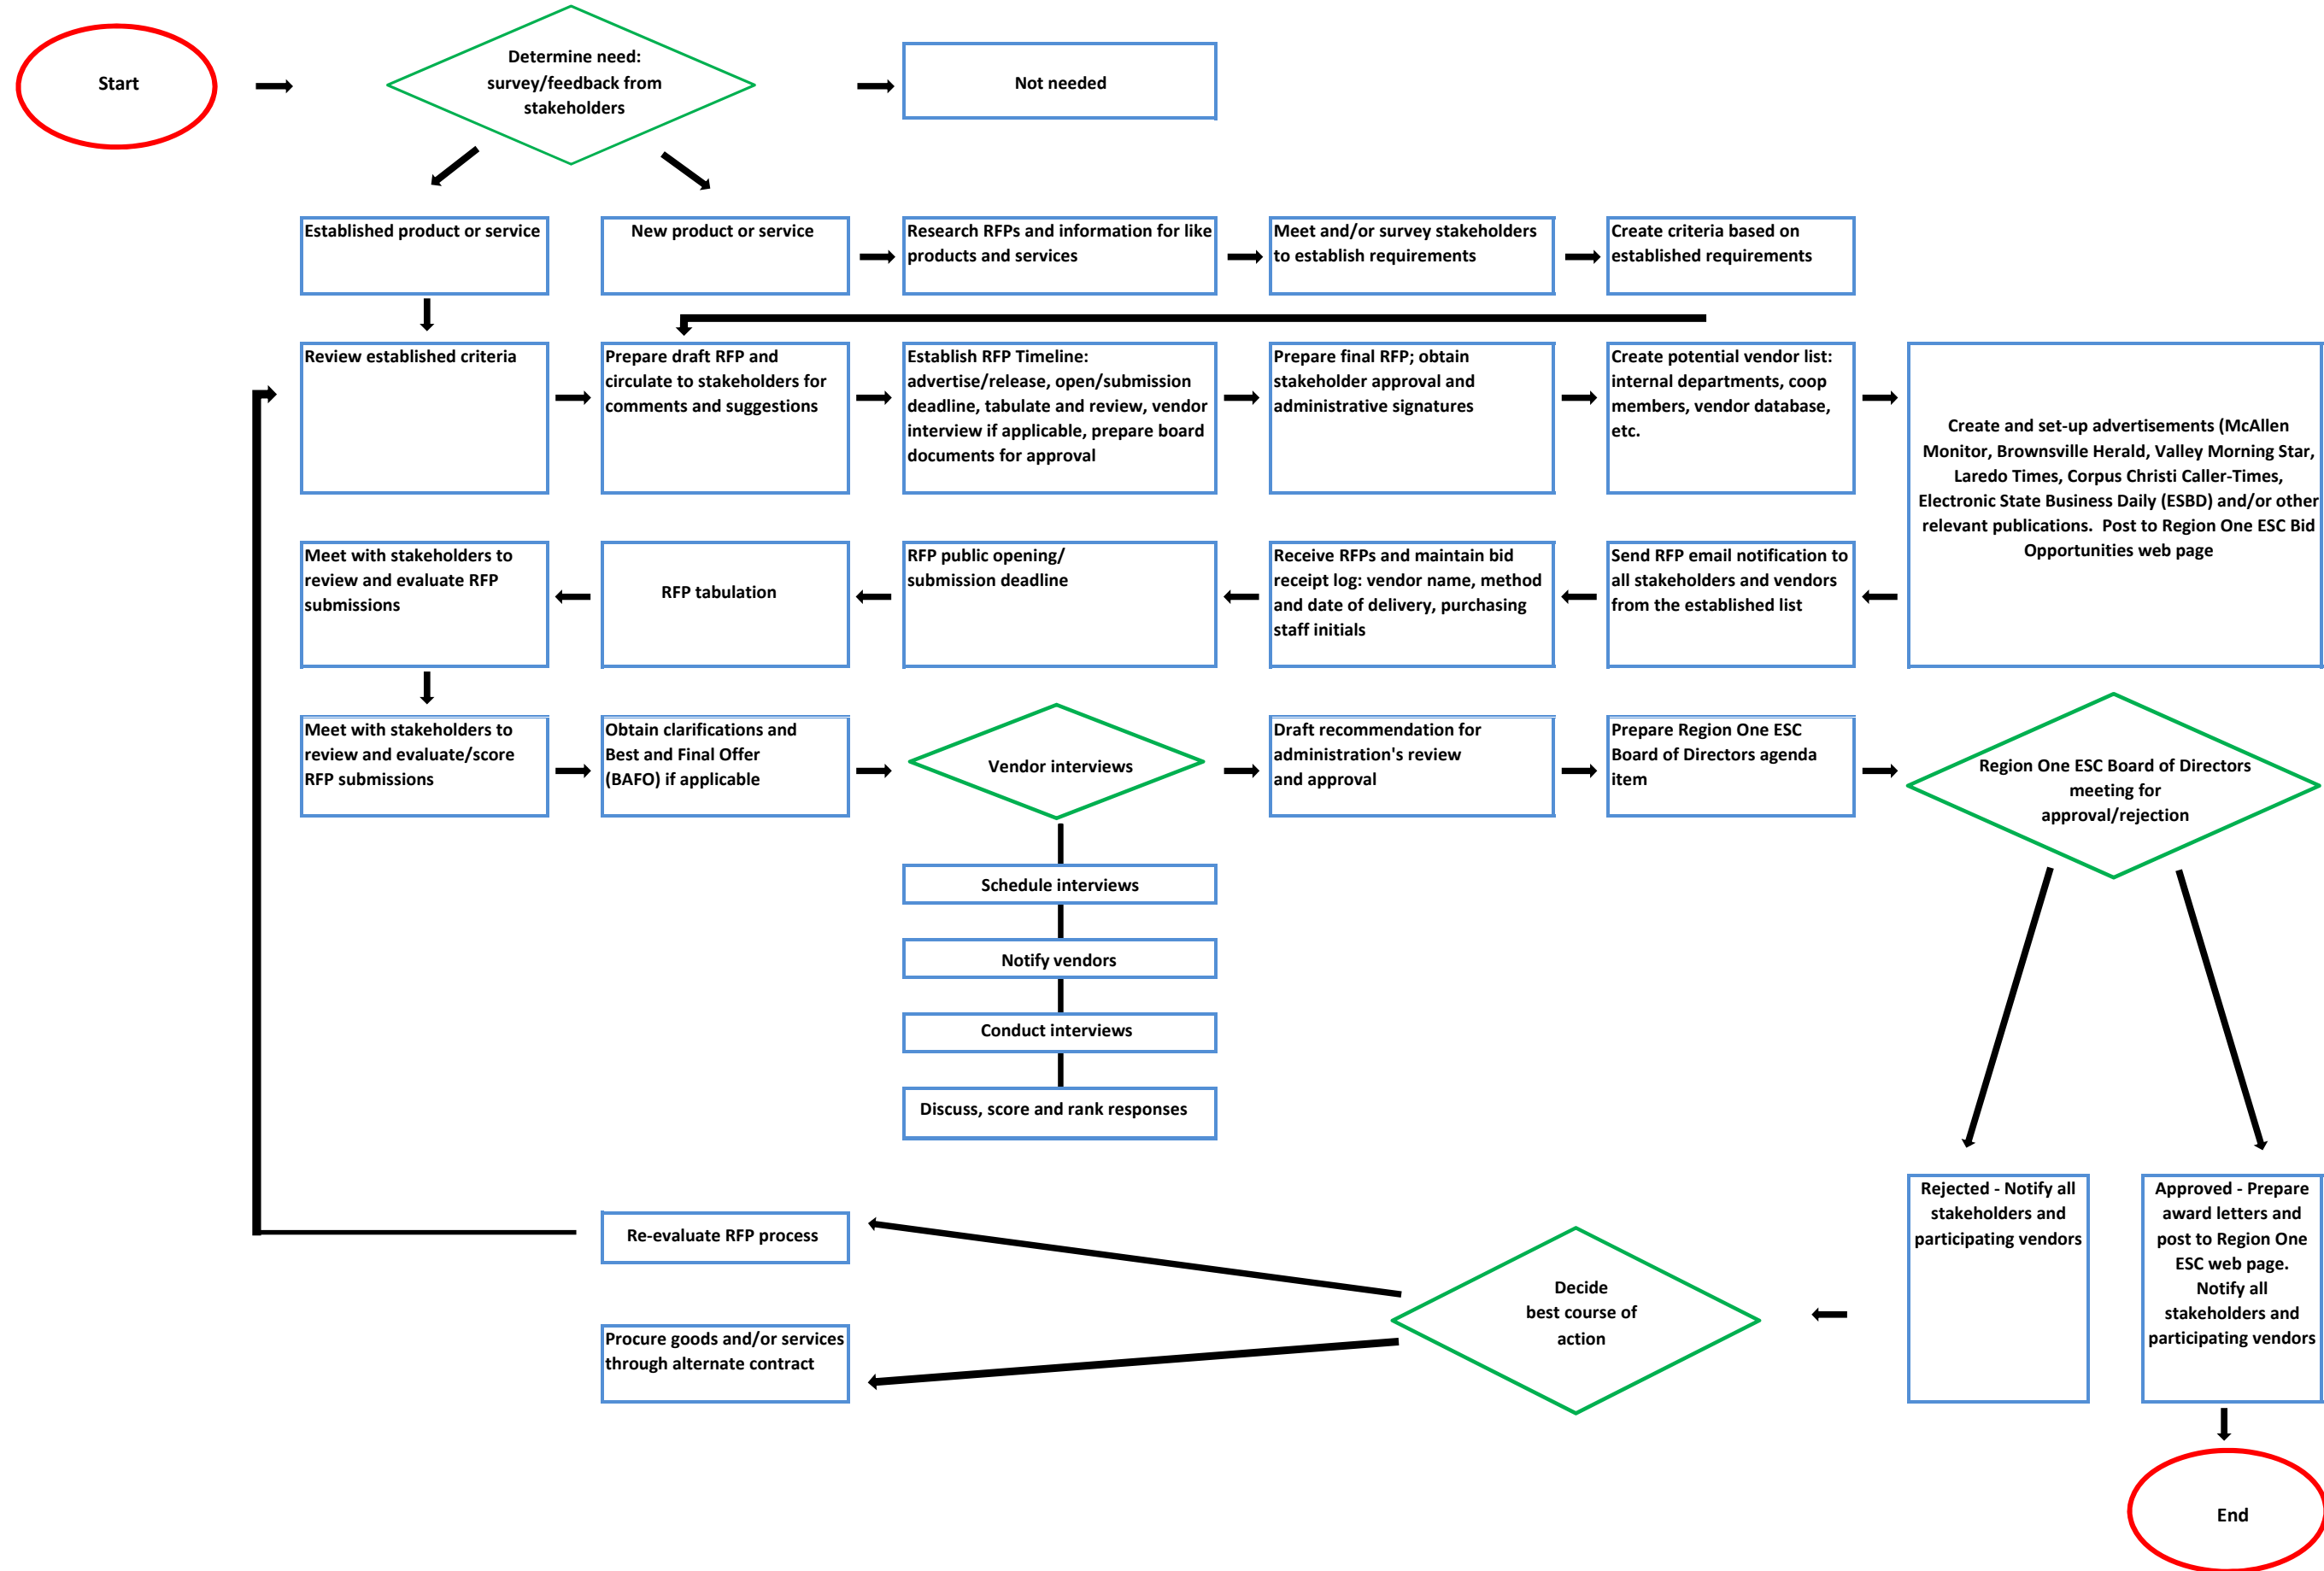 Start
Determine need:
survey/feedback from
stakeholders
Not needed
Established product or service
New product or service
Research RFPs and information for like
products and services
Meet and/or survey stakeholders
to establish requirements
Create criteria based on
established requirements
Review established criteria
Prepare draft RFP and
circulate to stakeholders for
comments and suggestions
Establish RFP Timeline:
advertise/release, open/submission
deadline, tabulate and review, vendor
interview if applicable, prepare board
documents for approval
Prepare final RFP; obtain
stakeholder approval and
administrative signatures
Create potential vendor list:
internal departments, coop
members, vendor database,
etc.
Create and set-up advertisements (McAllen
Monitor, Brownsville Herald, Valley Morning Star,
Laredo Times, Corpus Christi Caller-Times,
Electronic State Business Daily (ESBD) and/or other
relevant publications.  Post to Region One ESC Bid
Opportunities web page
Send RFP email notification to
all stakeholders and vendors
from the established list
Receive RFPs and maintain bid
receipt log: vendor name, method
and date of delivery, purchasing
staff initials
RFP public opening/
submission deadline
RFP tabulation
Meet with stakeholders to
review and evaluate RFP
submissions
Meet with stakeholders to
review and evaluate/score
RFP submissions
Obtain clarifications and
Best and Final Offer
(BAFO) if applicable
Vendor interviews
Draft recommendation for
administration's review
and approval
Prepare Region One ESC
Board of Directors agenda
item
Region One ESC Board of Directors
meeting for
approval/rejection
Schedule interviews
Notify vendors
Conduct interviews
Discuss, score and rank responses
Rejected - Notify all
stakeholders and
participating vendors
Approved - Prepare
award letters and
post to Region One
ESC web page.
Notify all
stakeholders and
participating vendors
Decide
best course of
action
Re-evaluate RFP process
Procure goods and/or services
through alternate contract
End